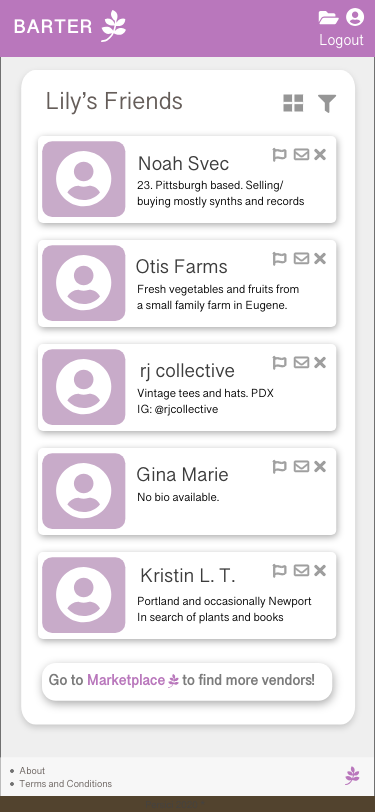 BARTER
Logout
Lily's Friends
Noah Svec
23. Pittsburgh based. Selling/
buying mostly synths and records
Otis Farms
Fresh vegetables and fruits from
a small family farm in Eugene.
rj collective
Vintage tees and hats. PDX
IG: @rjcollective
Gina Marie
No bio available.
Kristin L. T.
Portland and occasionally Newport
In search of plants and books
Go to Marketplace to find more vendors!
• About
• Terms and Conditions